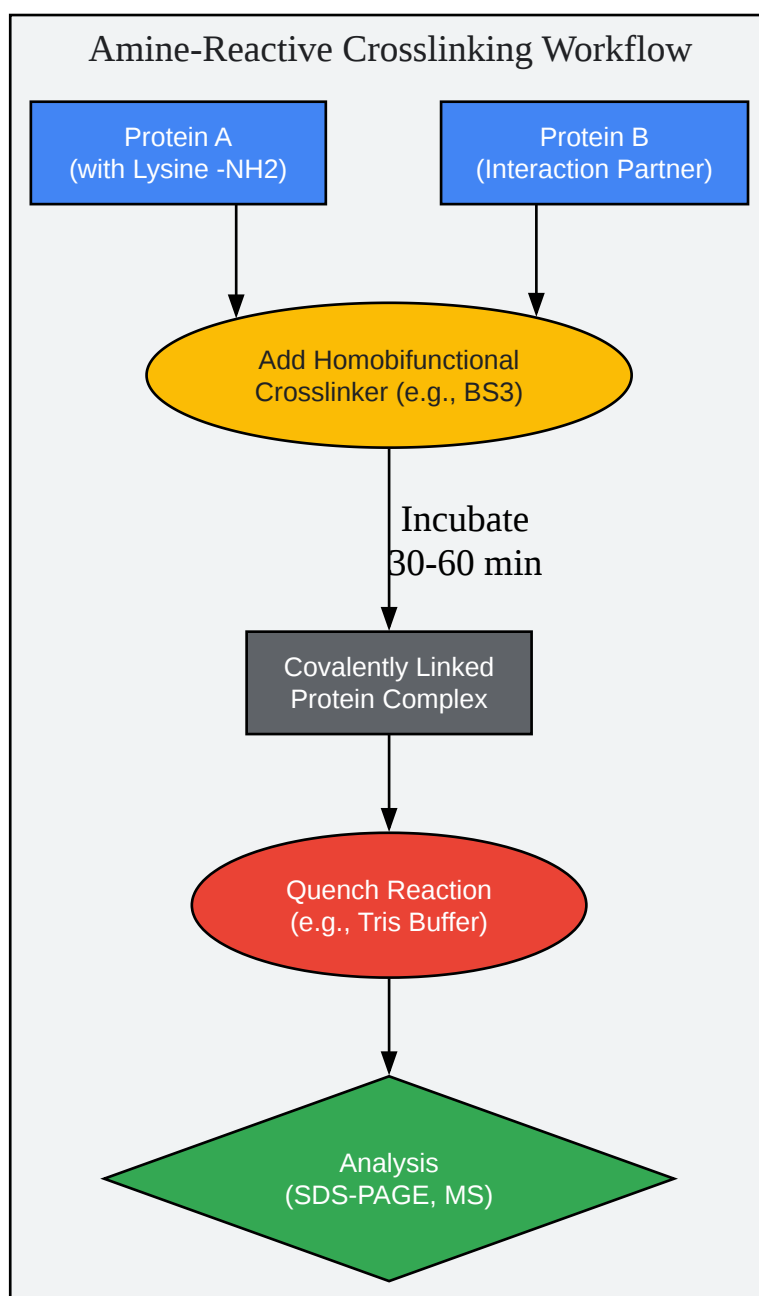 Amine-Reactive Crosslinking Workflow
Protein A
(with Lysine -NH2)
Protein B
(Interaction Partner)
Add Homobifunctional
Crosslinker (e.g., BS3)
Incubate
30-60 min
Covalently Linked
Protein Complex
Quench Reaction
(e.g., Tris Buffer)
Analysis
(SDS-PAGE, MS)